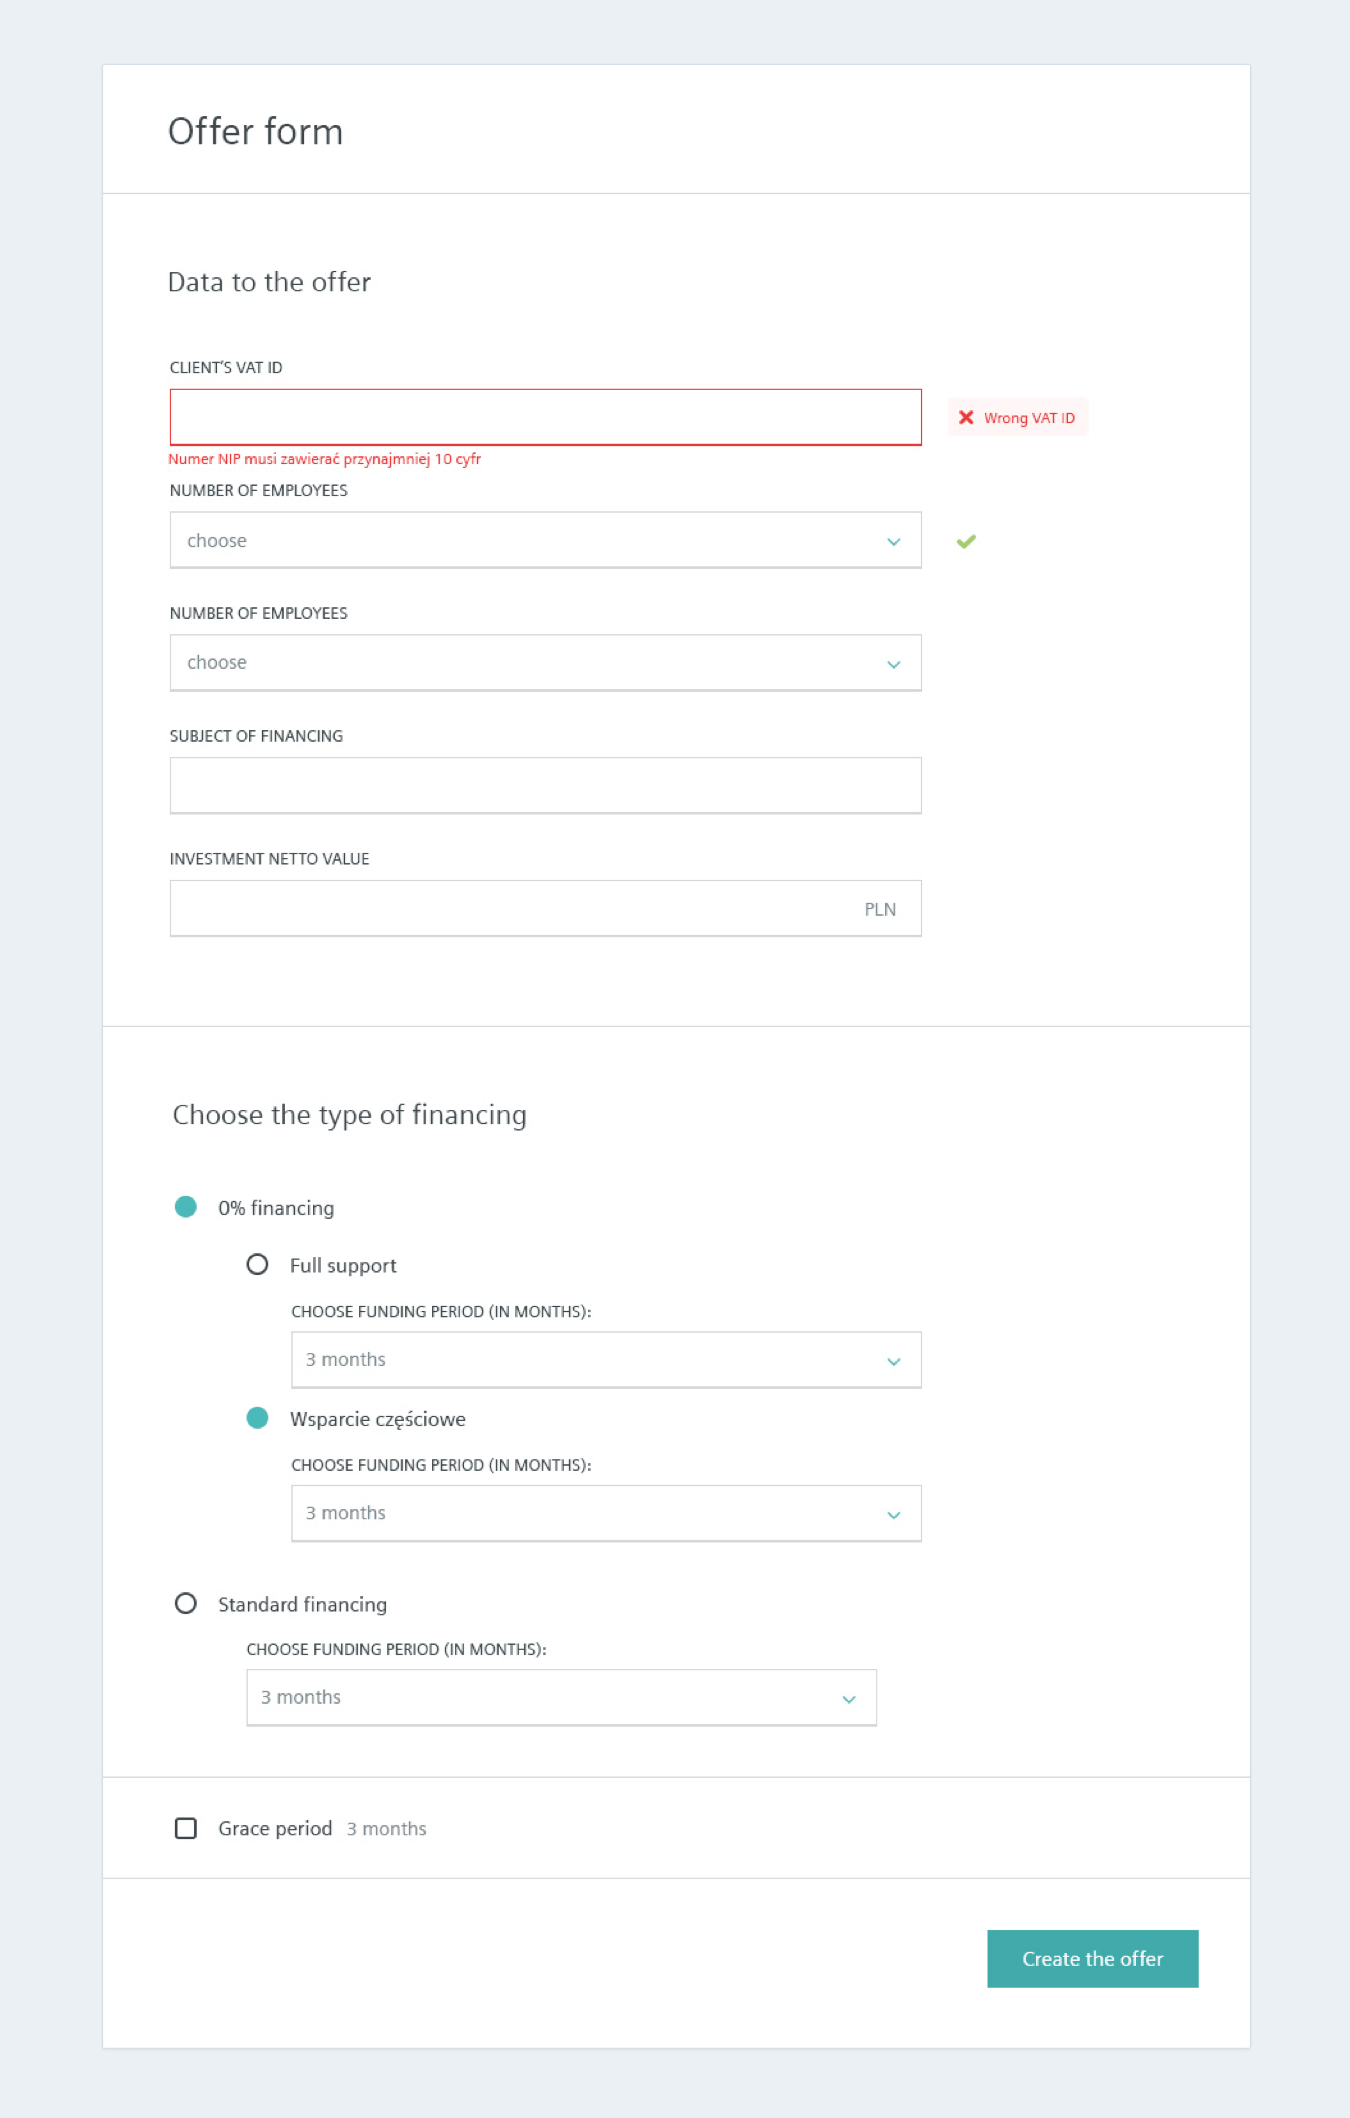 Offer form
Data to the offer
CLIENT'S VAT ID
Wrong VAT ID
Numer NIP musi zawierać przynajmniej 10 cyfr
NUMBER OF EMPLOYEES
choose
NUMBER OF EMPLOYEES
choose
SUBJECT OF FINANCING
INVESTMENT NETTO VALUE
PLN
Choose the type of financing
0% financing
Full support
CHOOSE FUNDING PERIOD (IN MONTHS):
3 months
Wsparcie częściowe
CHOOSE FUNDING PERIOD (IN MONTHS):
3 months
Standard financing
CHOOSE FUNDING PERIOD (IN MONTHS):
3 months
Grace period 3 months
Create the offer